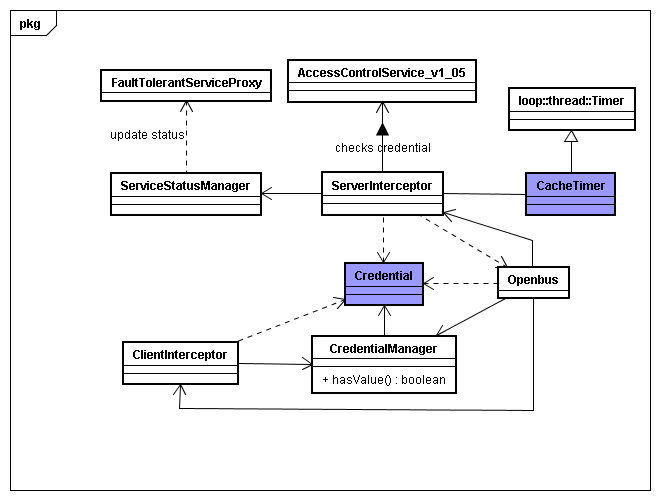 pkg
AccessControlService_v1_05
FaultTolerantServiceProxy
loop::thread::Timer
update status
checks credential
ServiceStatusManager
ServerInterceptor
CacheTimer
Credential
Openbus
ClientInterceptor
CredentialManager
+ hasValue() : boolean